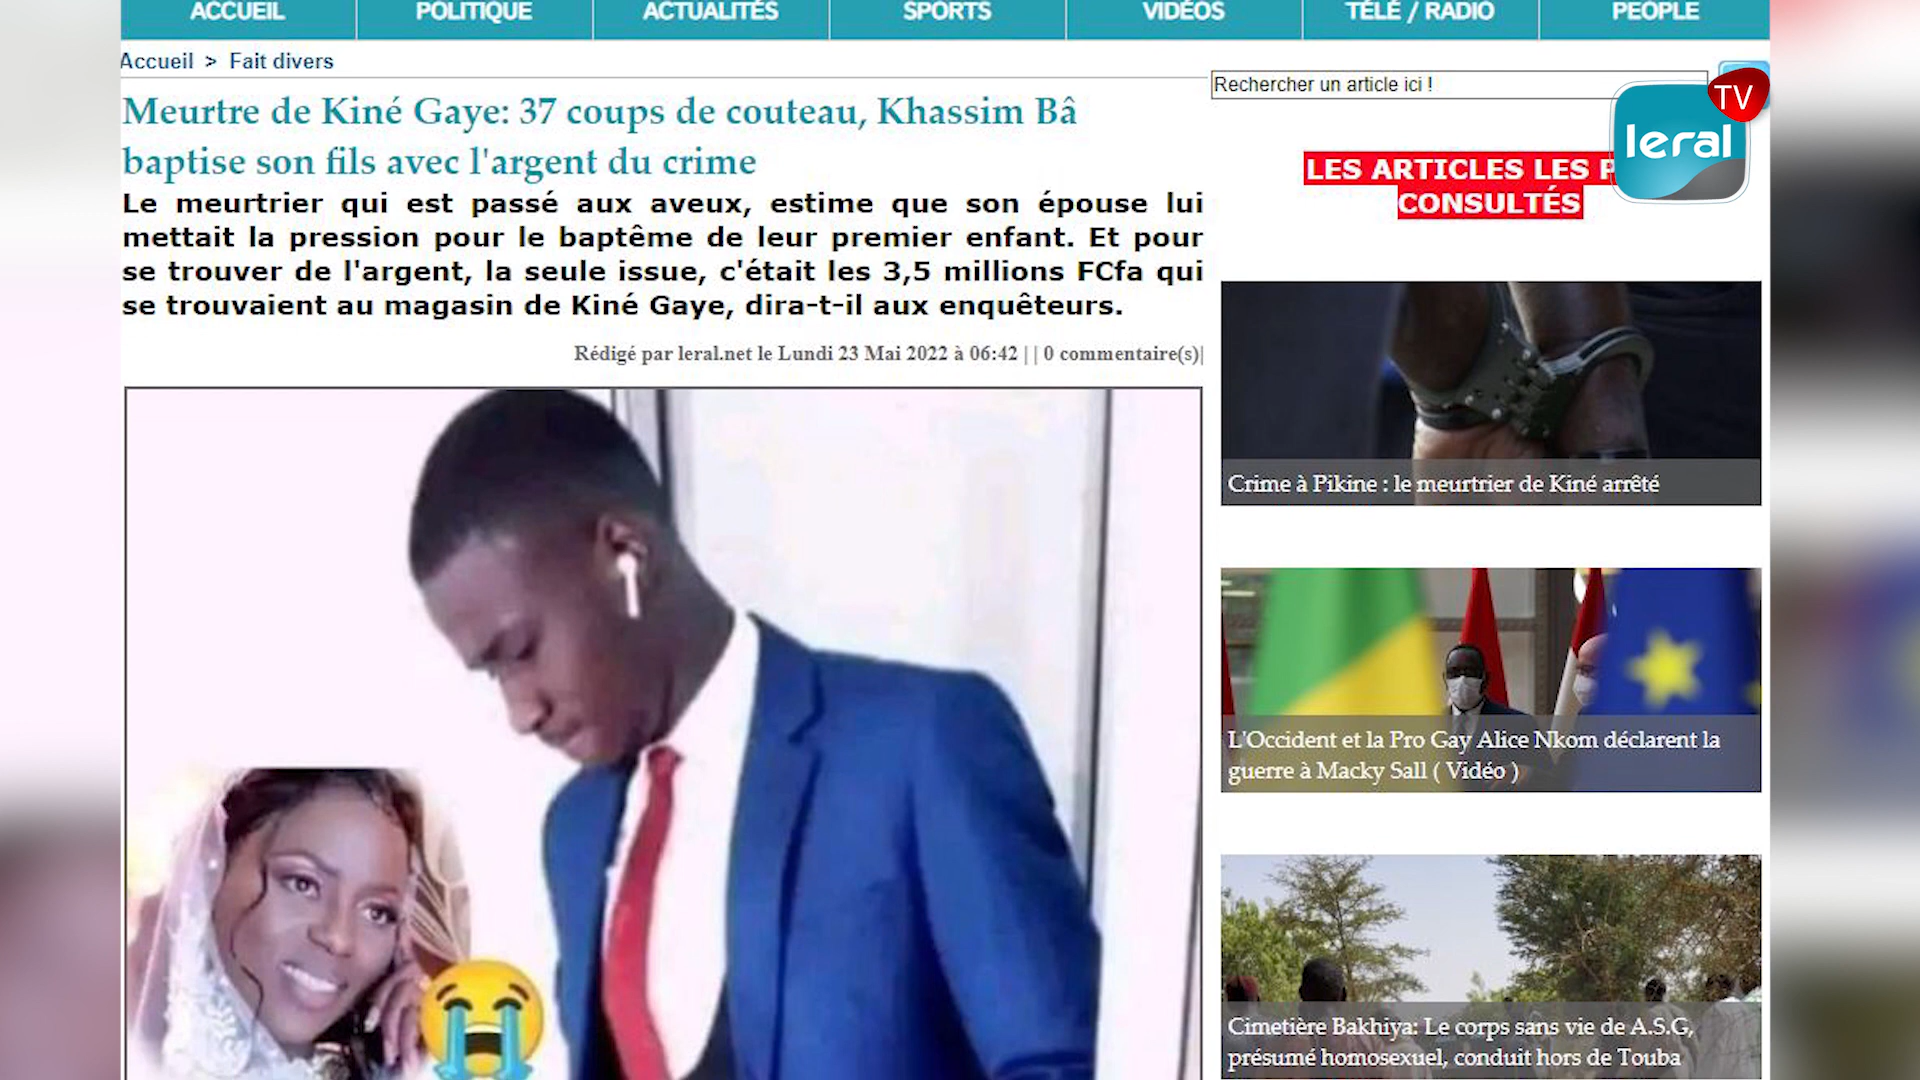 ACCUEIL
POLITIQUE
ACTUALITÉS
SPORTS
VIDÉOS
TÉLÉ / RADIO
PEOPLE
Accueil > Fait divers
Meurtre de Kiné Gaye: 37 coups de couteau, Khassim Bâ
baptise son fils avec l'argent du crime
Le meurtrier qui est passé aux aveux, estime que son épouse lui
mettait la pression pour le baptême de leur premier enfant. Et pour
se trouver de l'argent, la seule issue, c'était les 3,5 millions FCfa qui
se trouvaient au magasin de Kiné Gaye, dira-t-il aux enquêteurs.
Rédigé par leral.net le Lundi 23 Mai 2022 à 06:42 | | 0 commentaire(s)|
Rechercher un article ici !
TV
leral
LES ARTICLES LES
CONSULTÉS
Crime à Pikine : le meurtrier de Kiné arrêté
L'Occident et la Pro Gay Alice Nkom déclarent la
guerre à Macky Sall ( Vidéo )
Cimetière Bakhiya: Le corps sans vie de A.S.G,
présumé homosexuel, conduit hors de Touba